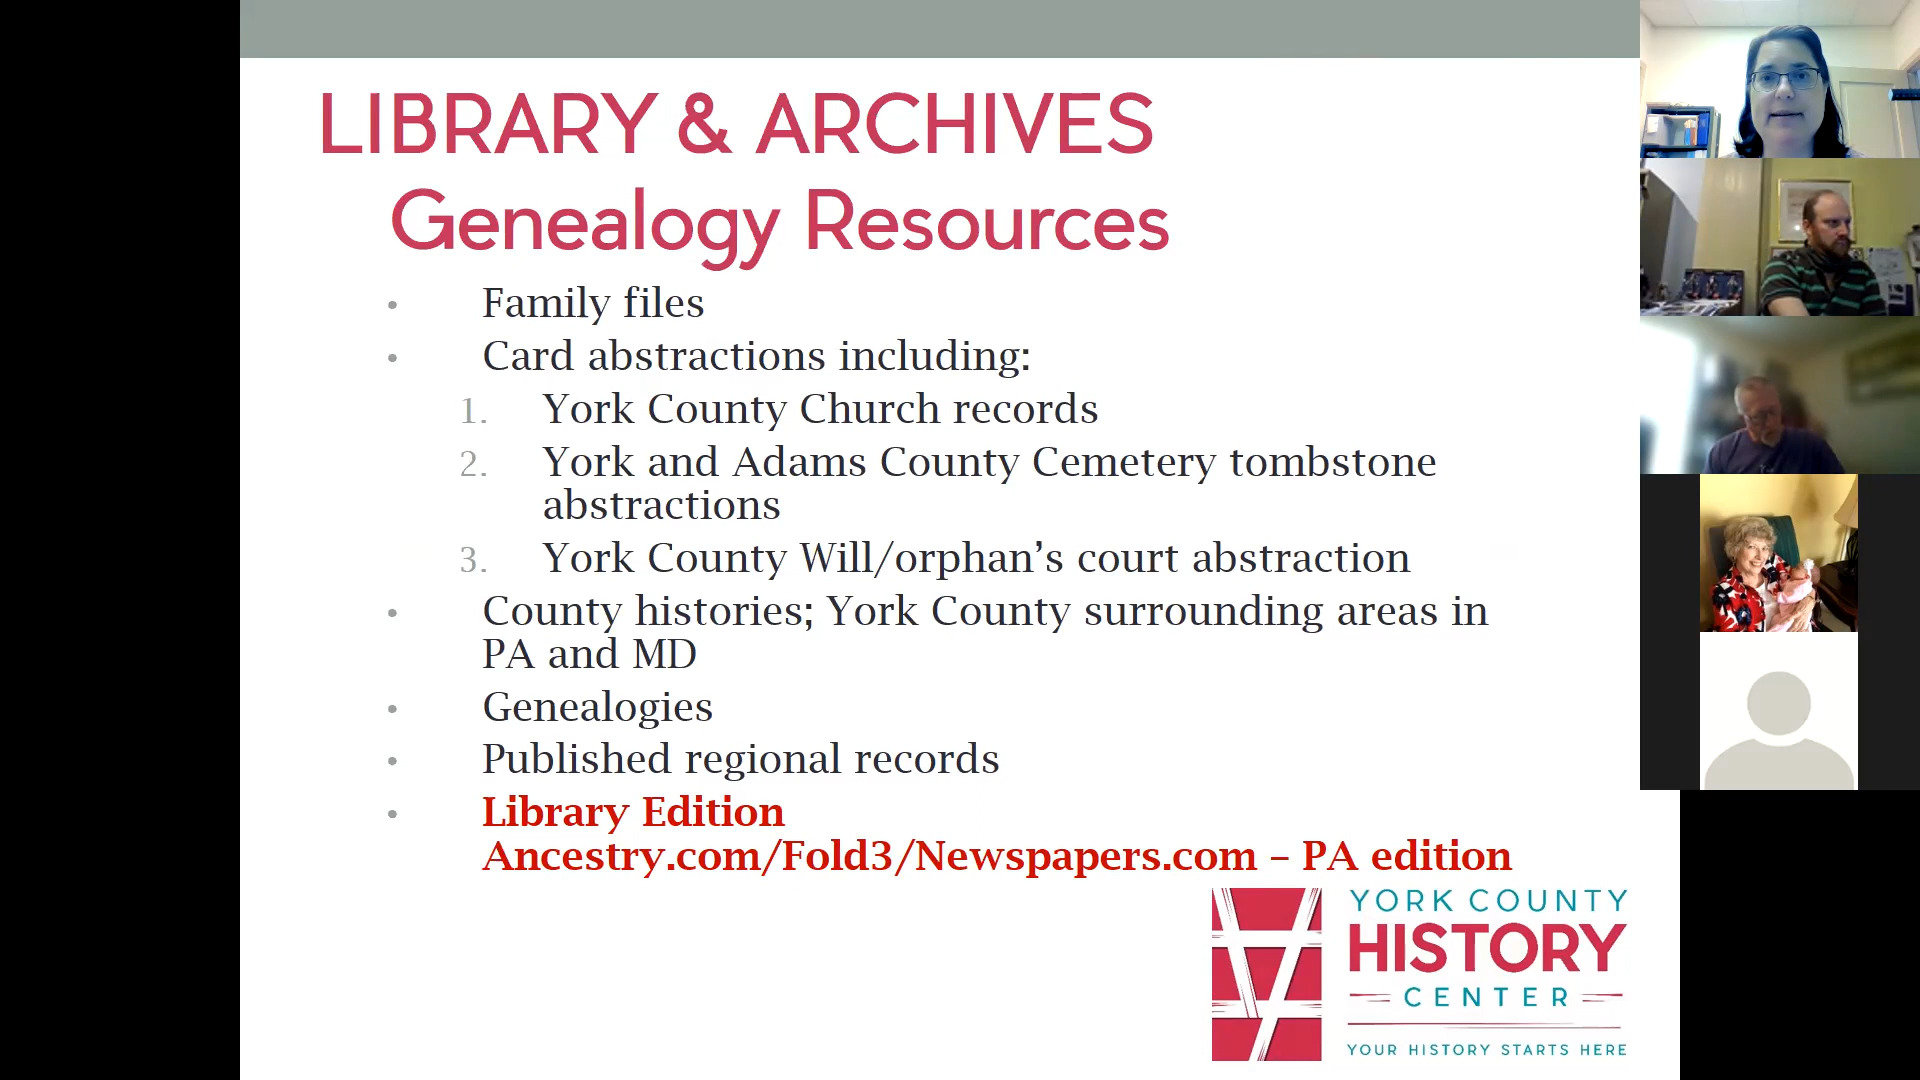 LIBRARY & ARCHIVES
Genealogy Resources
• Family files
• Card abstractions including:
1. York County Church records
2. York and Adams County Cemetery tombstone
abstractions
3. York County Will/orphan’s court abstraction
• County histories; York County surrounding areas in
PA and MD
• Genealogies
• Published regional records
• Library Edition
Ancestry.com/Fold3/Newspapers.com – PA edition
YORK COUNTY
HISTORY
CENTER
YOUR HISTORY STARTS HERE